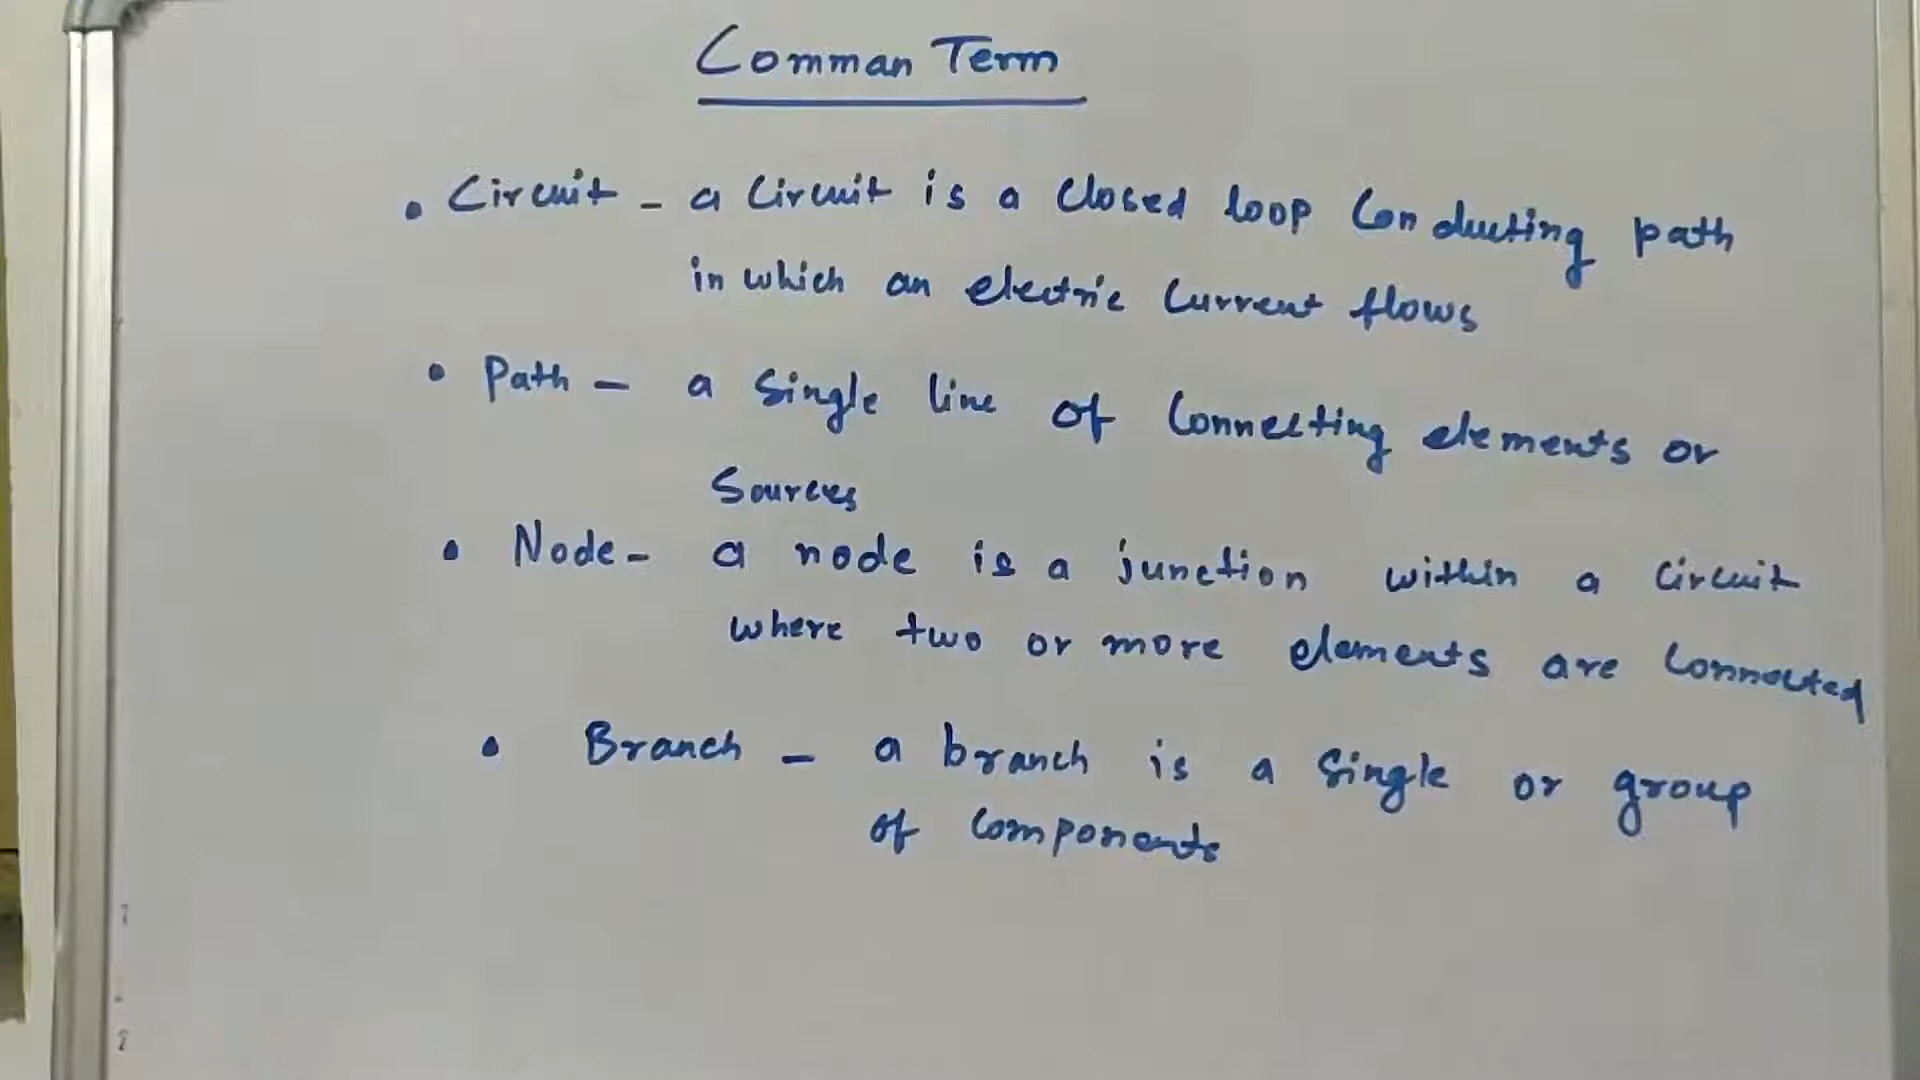 Comman Term
• Circuit - a Circuit is a Closed loop Conducting path
in which an electric Current flows
• Path - a Single line of Connecting elements or
Sources
• Node - a node is a junction within a Circuit
where two or more elements are Connected
• Branch - a branch is a Single or group
of Components